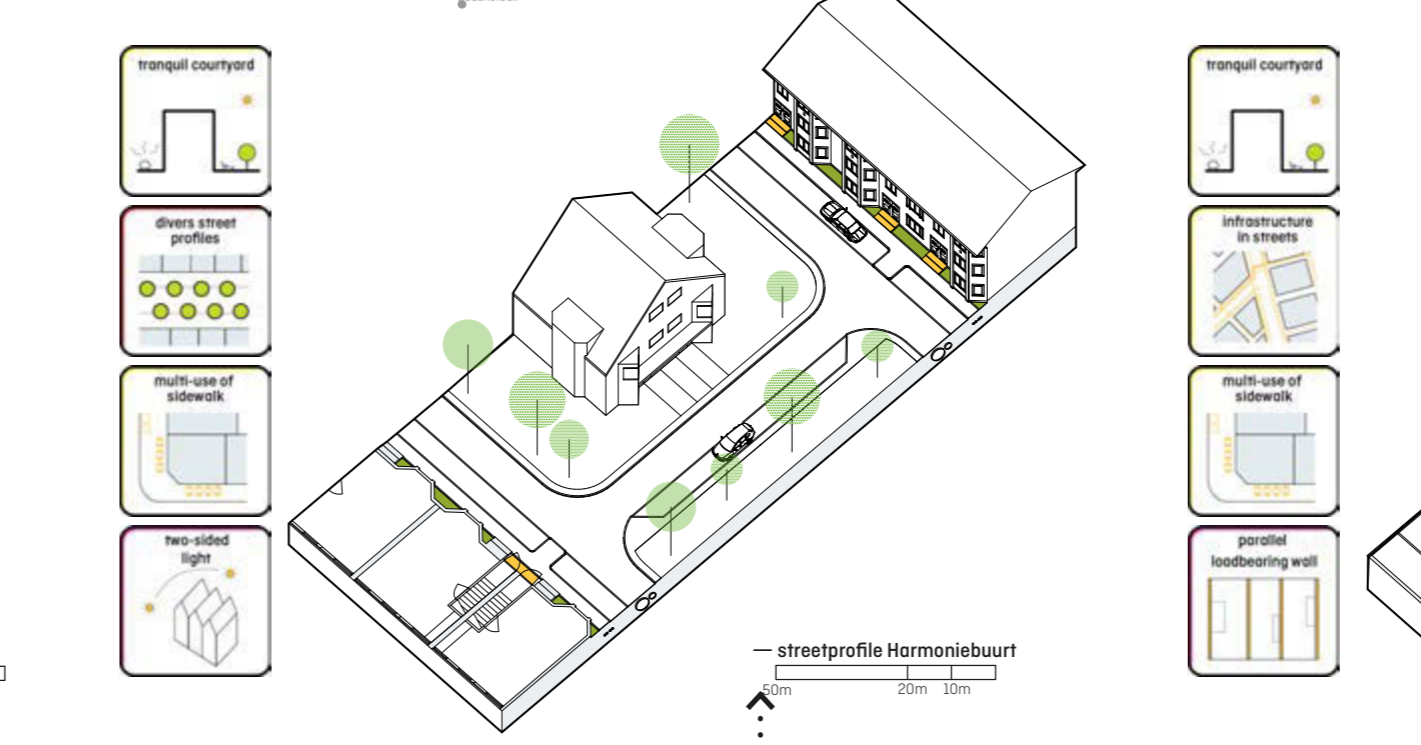 tranquil courtyard
divers street
profiles
multi-use of
sidewalk
two-sided
light
— streetprofile Harmoniebuurt
50m 20m 10m
tranquil courtyard
infrastructure
in streets
multi-use of
sidewalk
parallel
loadbearing wall